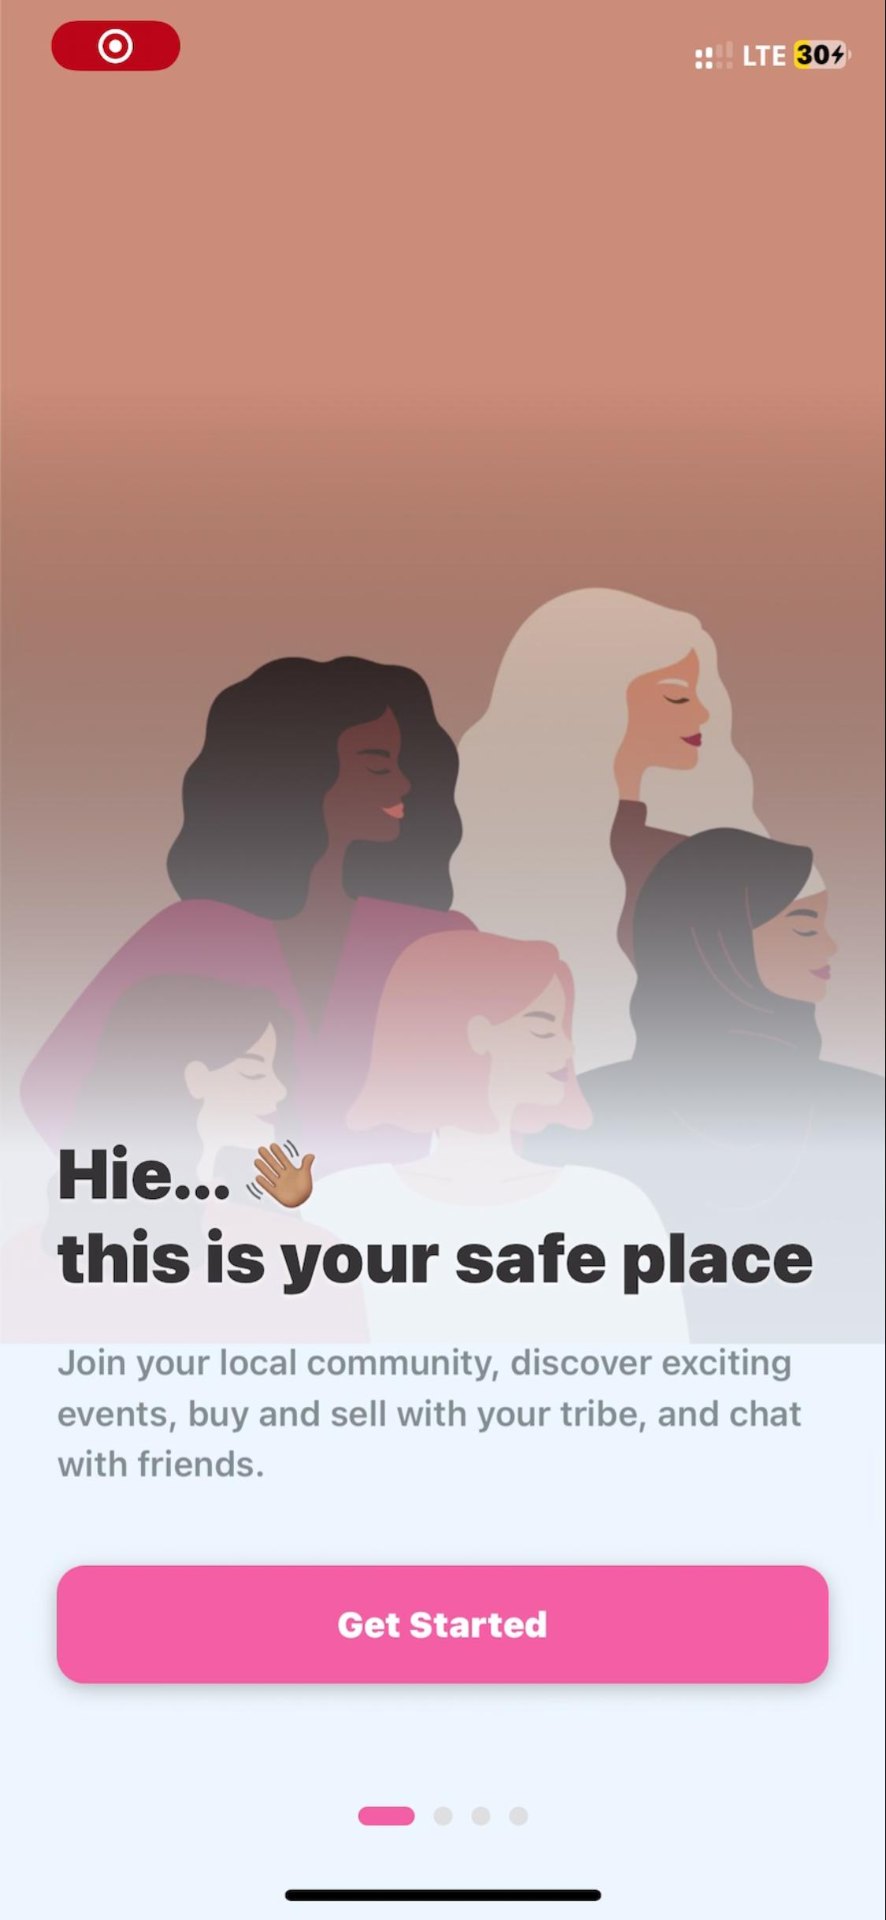 LTE 30
Hie... 👋🏽
this is your safe place
Join your local community, discover exciting
events, buy and sell with your tribe, and chat
with friends.
Get Started